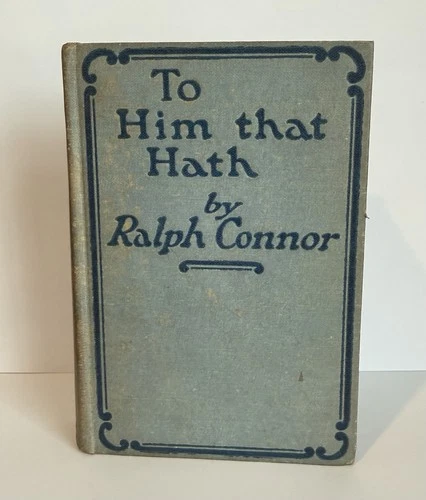 To
Him that
Hath
by
Ralph Connor